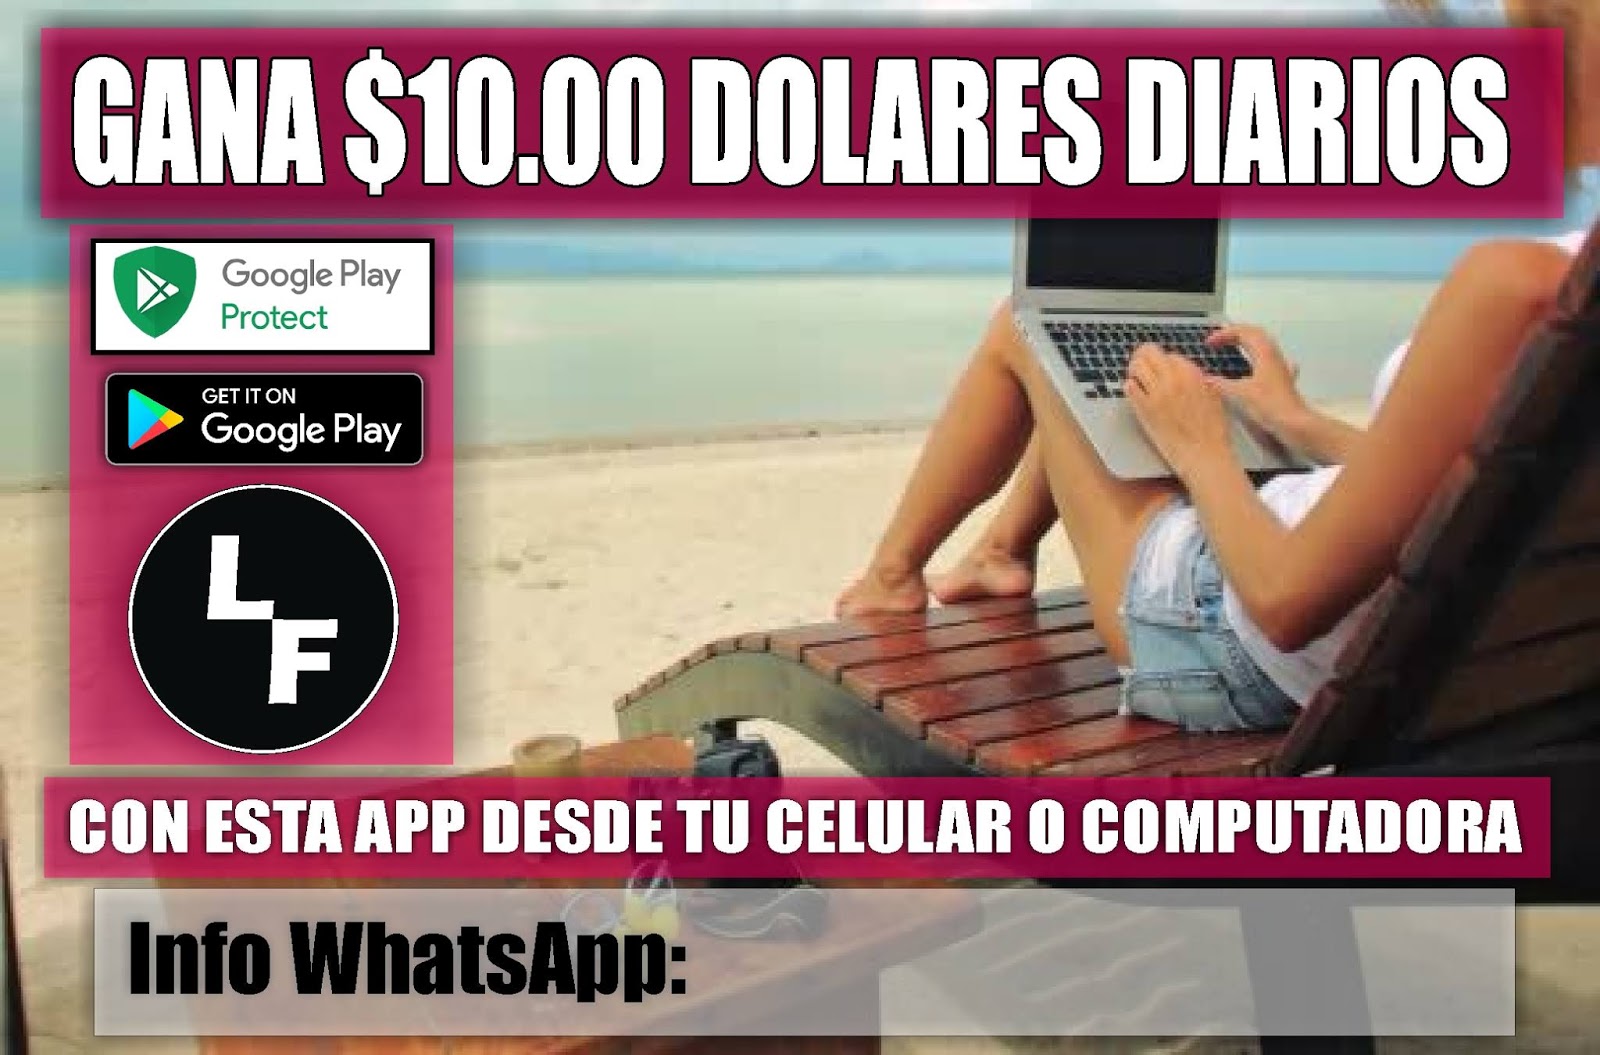 GANA $10.00 DOLARES DIARIOS
Google Play
Protect
GET IT ON
Google Play
L
F
CON ESTA APP DESDE TU CELULAR O COMPUTADORA
Info WhatsApp: